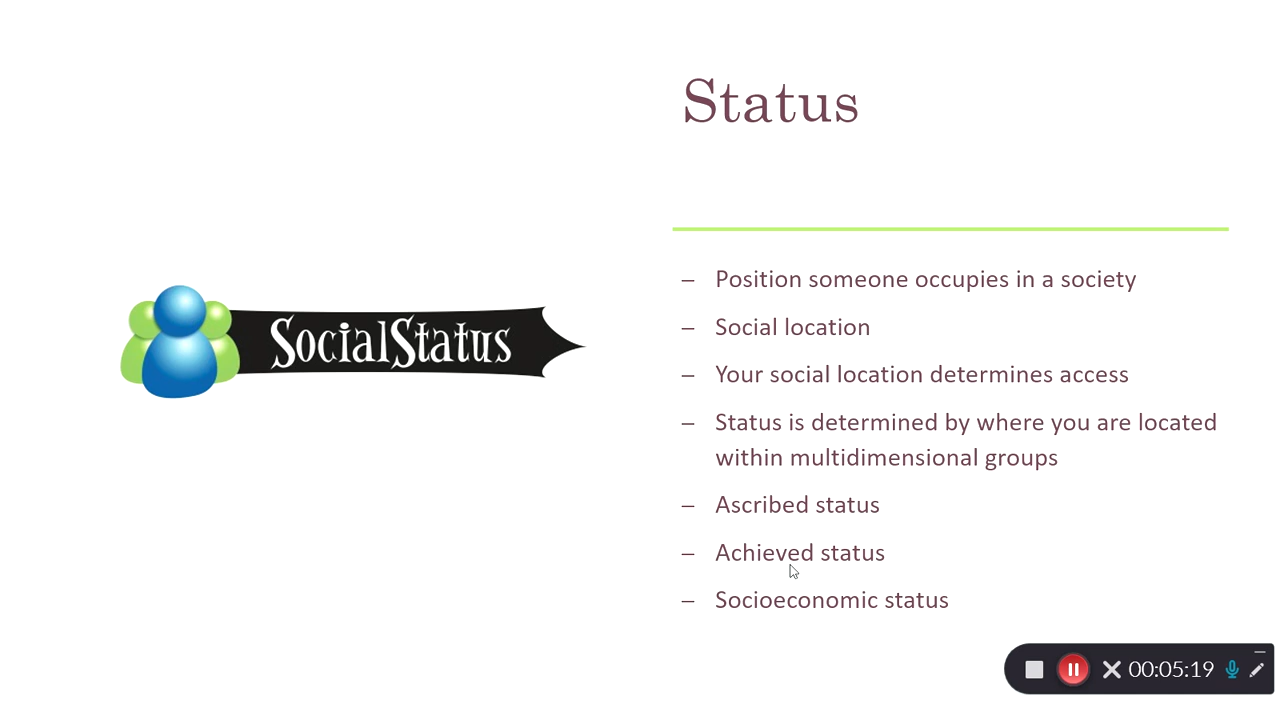 Status
SocialStatus
– Position someone occupies in a society
– Social location
– Your social location determines access
– Status is determined by where you are located
within multidimensional groups
– Ascribed status
– Achieved status
– Socioeconomic status
00:05:19